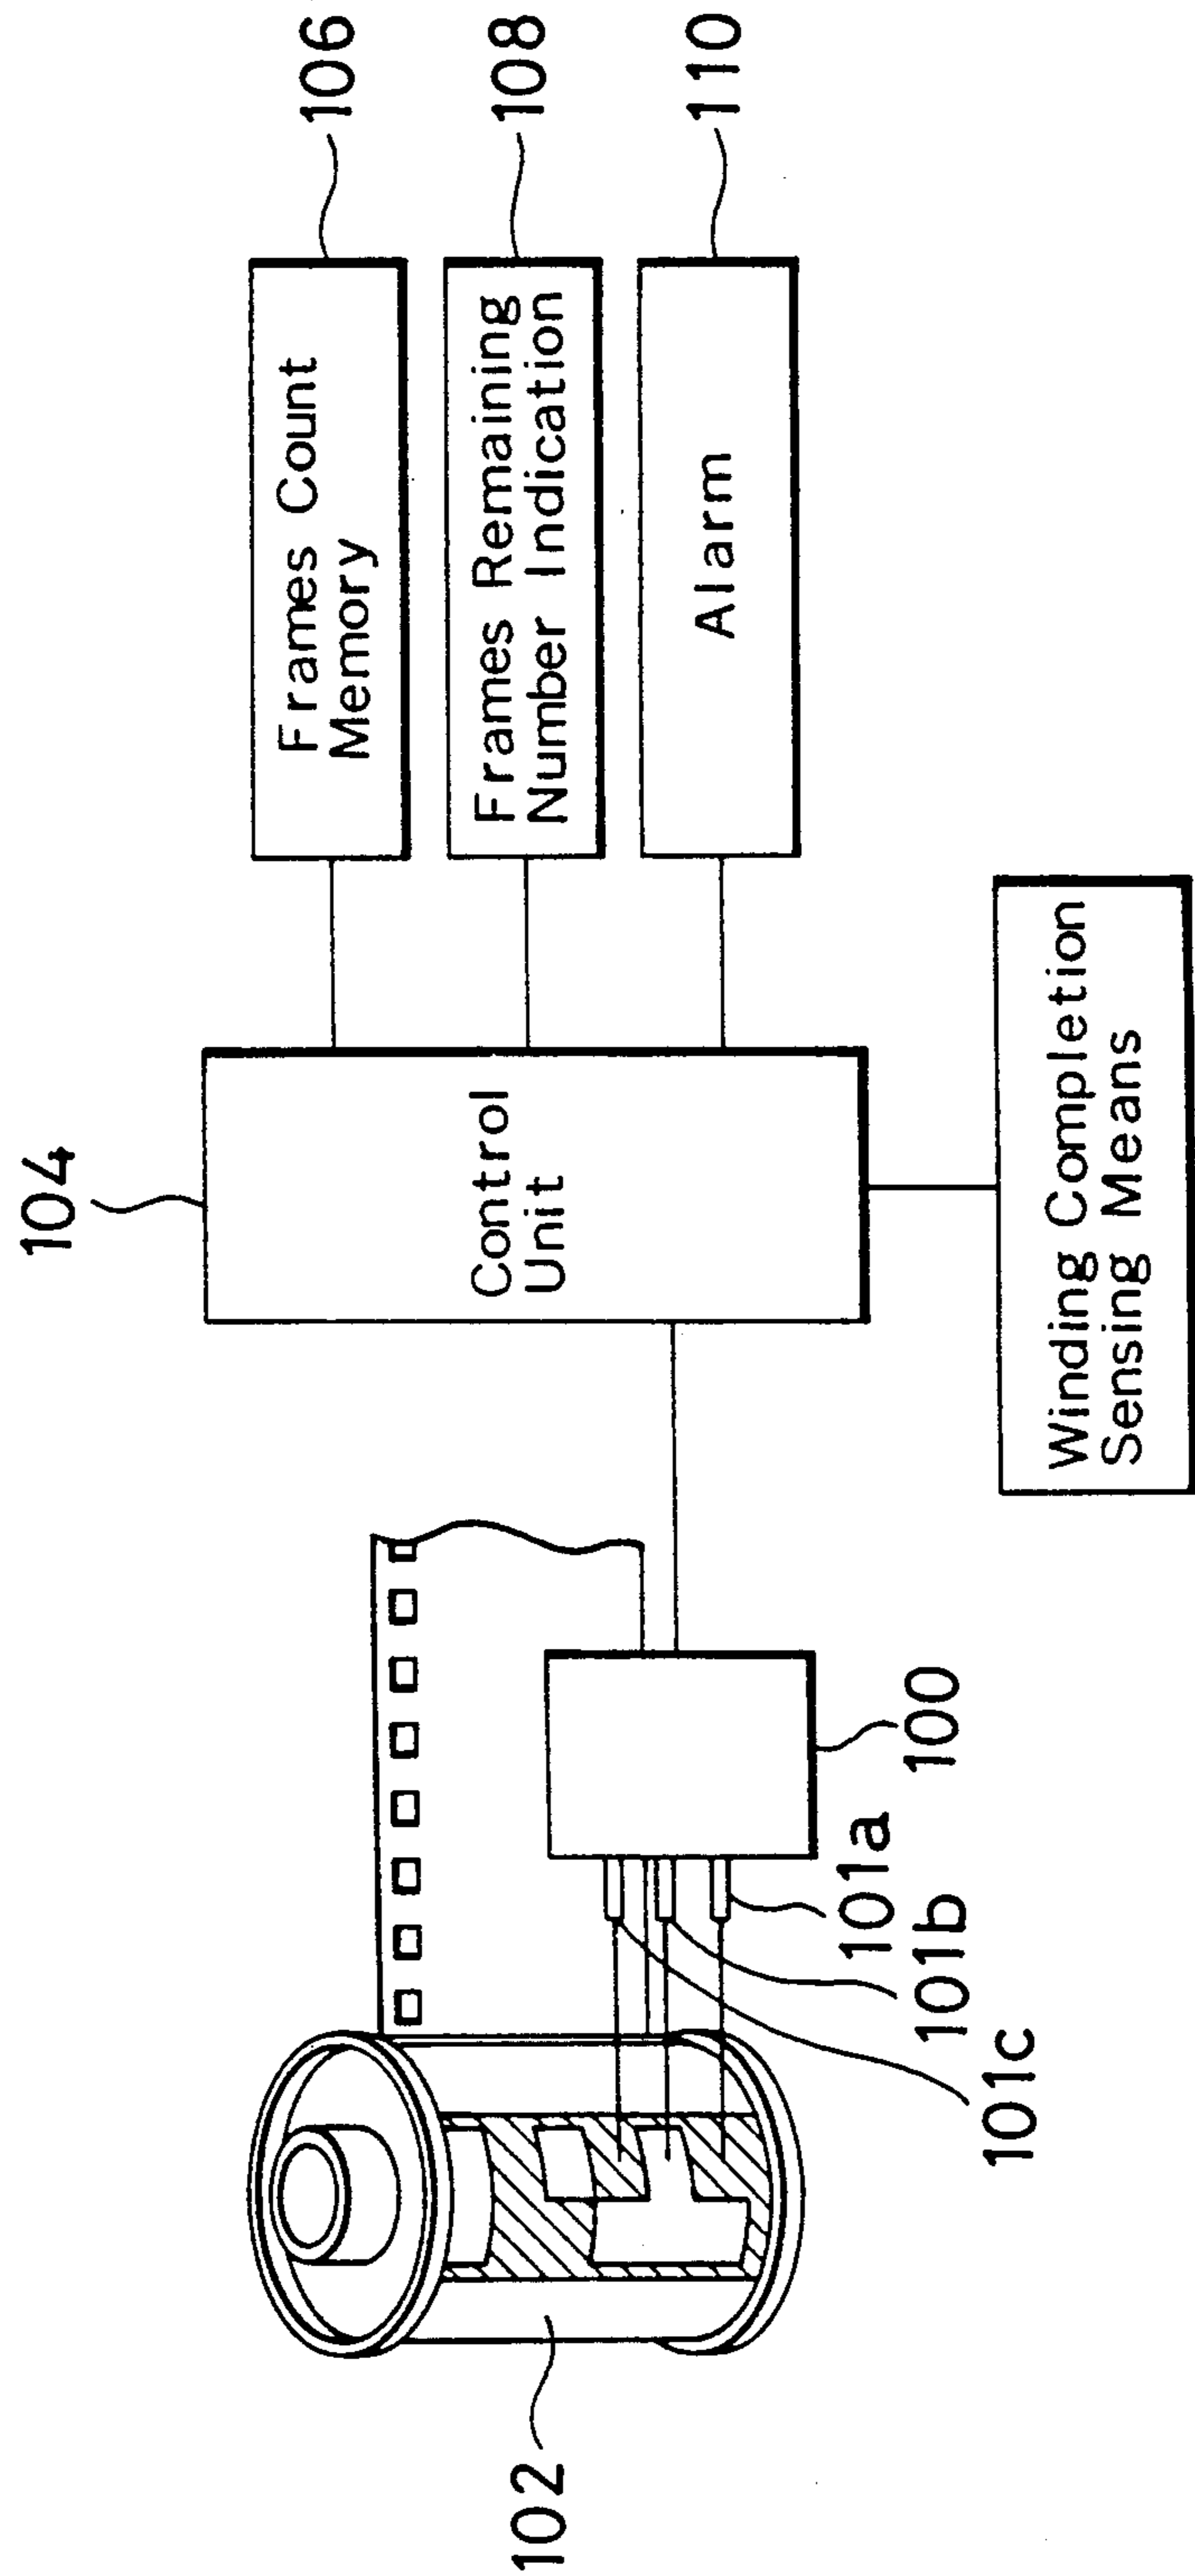 104
106
108
110
Frames Count
Memory
Frames Remaining
Number Indication
Alarm
Control
Unit
Winding Completion
Sensing Means
100
101a
101b
101c
102